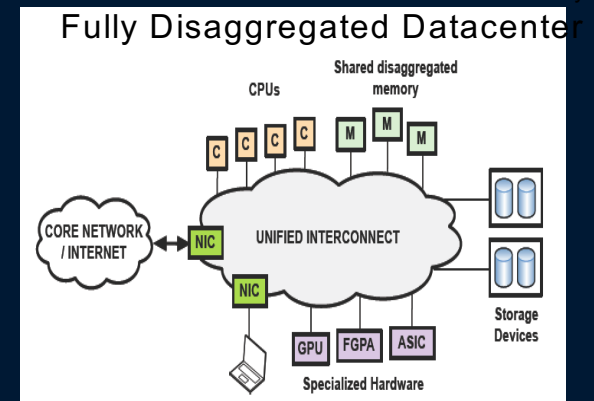 Fully Disaggregated Datacenter
Shared disaggregated
memory
CPUs
C
C
C
C
M
M
M
CORE NETWORK
/ INTERNET
NIC
UNIFIED INTERCONNECT
NIC
GPU
FGPA
ASIC
Storage
Devices
Specialized Hardware